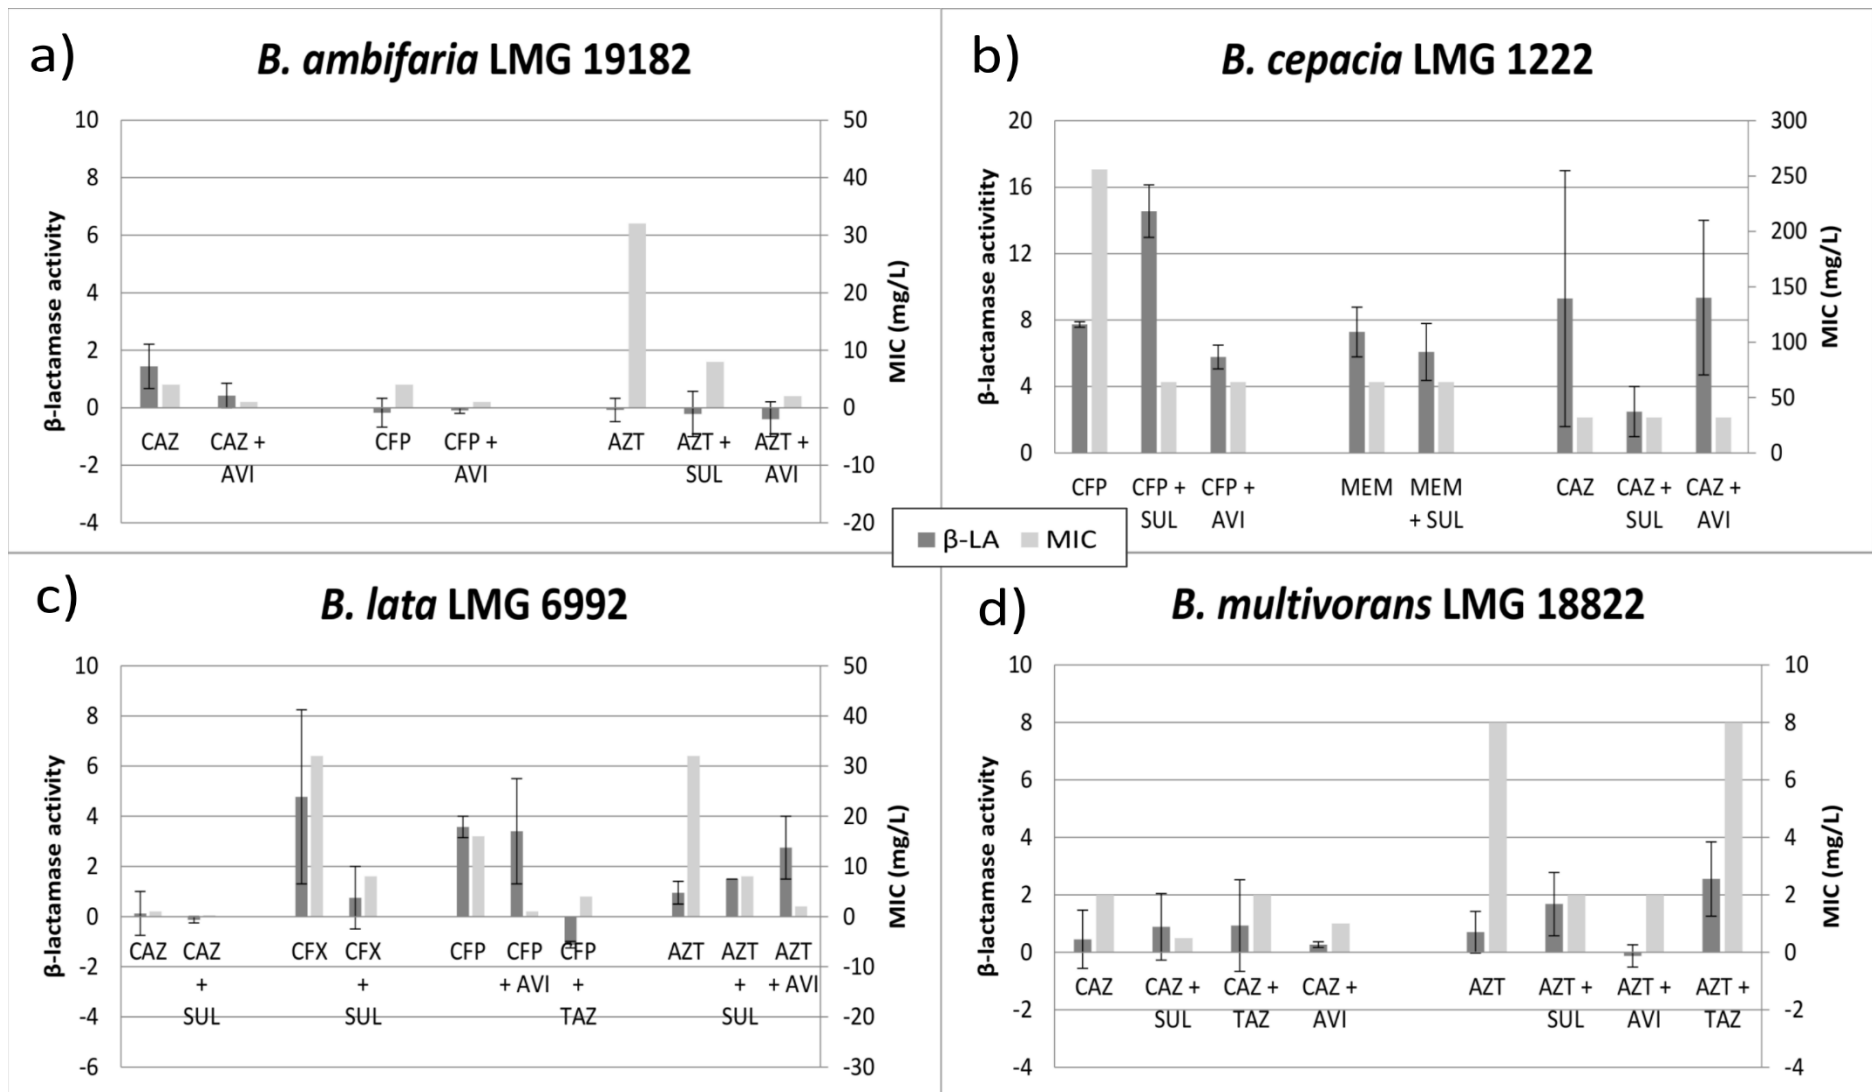 a)
B. ambifaria LMG 19182
10
8
6
4
2
0
-2
-4
β-lactamase activity
50
40
30
20
10
0
-10
-20
MIC (mg/L)
CAZ
CAZ +
AVI
CFP
CFP +
AVI
AZT
AZT +
SUL
AZT +
AVI
b)
B. cepacia LMG 1222
20
16
12
8
4
0
β-lactamase activitity
300
250
200
150
100
50
0
MIC (mg/L)
CFP
CFP +
SUL
CFP +
AVI
MEM
MEM
+ SUL
CAZ
CAZ +
SUL
CAZ +
AVI
β-LA
MIC
c)
B. lata LMG 6992
10
8
6
4
2
0
-2
-4
-6
β-lactamase activity
50
40
30
20
10
0
-10
-20
-30
MIC (mg/L)
CAZ
CAZ
+
SUL
CFX
CFX
+
SUL
CFP
CFP
+ AVI
CFP
+
TAZ
AZT
AZT
+
SUL
AZT
+ AVI
d)
B. multivorans LMG 18822
10
8
6
4
2
0
-2
-4
β-lactamase activity
10
8
6
4
2
0
-2
-4
MIC (mg/L)
CAZ
CAZ +
SUL
CAZ +
TAZ
CAZ +
AVI
AZT
AZT +
SUL
AZT +
AVI
AZT +
TAZ